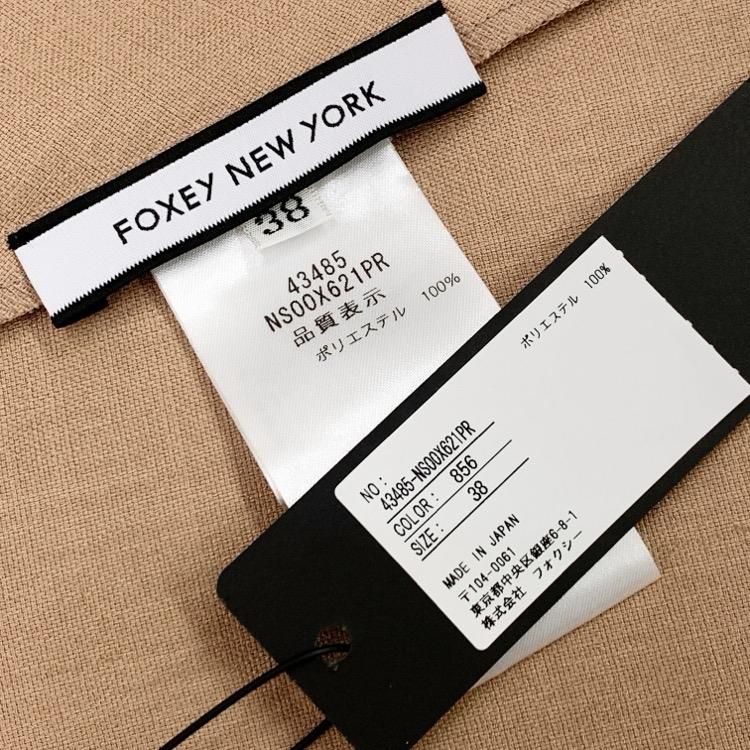 FOXEY NEW YORK
38
43485
NS00X621PR
品質表示
ポリエステル 100%
ポリエステル 100%
NO:
43485-NS00X621PR
COLOR: 856
SIZE: 38
MADE IN JAPAN
〒104-0061
東京都中央区銀座6-8-1
株式会社 フォクシー